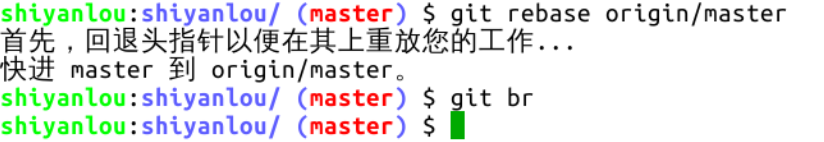 shiyanlou:shiyanlou/ (master) $ git rebase origin/master
首先，回退头指针以便在其上重放您的工作...
快进 master 到 origin/master。
shiyanlou:shiyanlou/ (master) $ git br
shiyanlou:shiyanlou/ (master) $